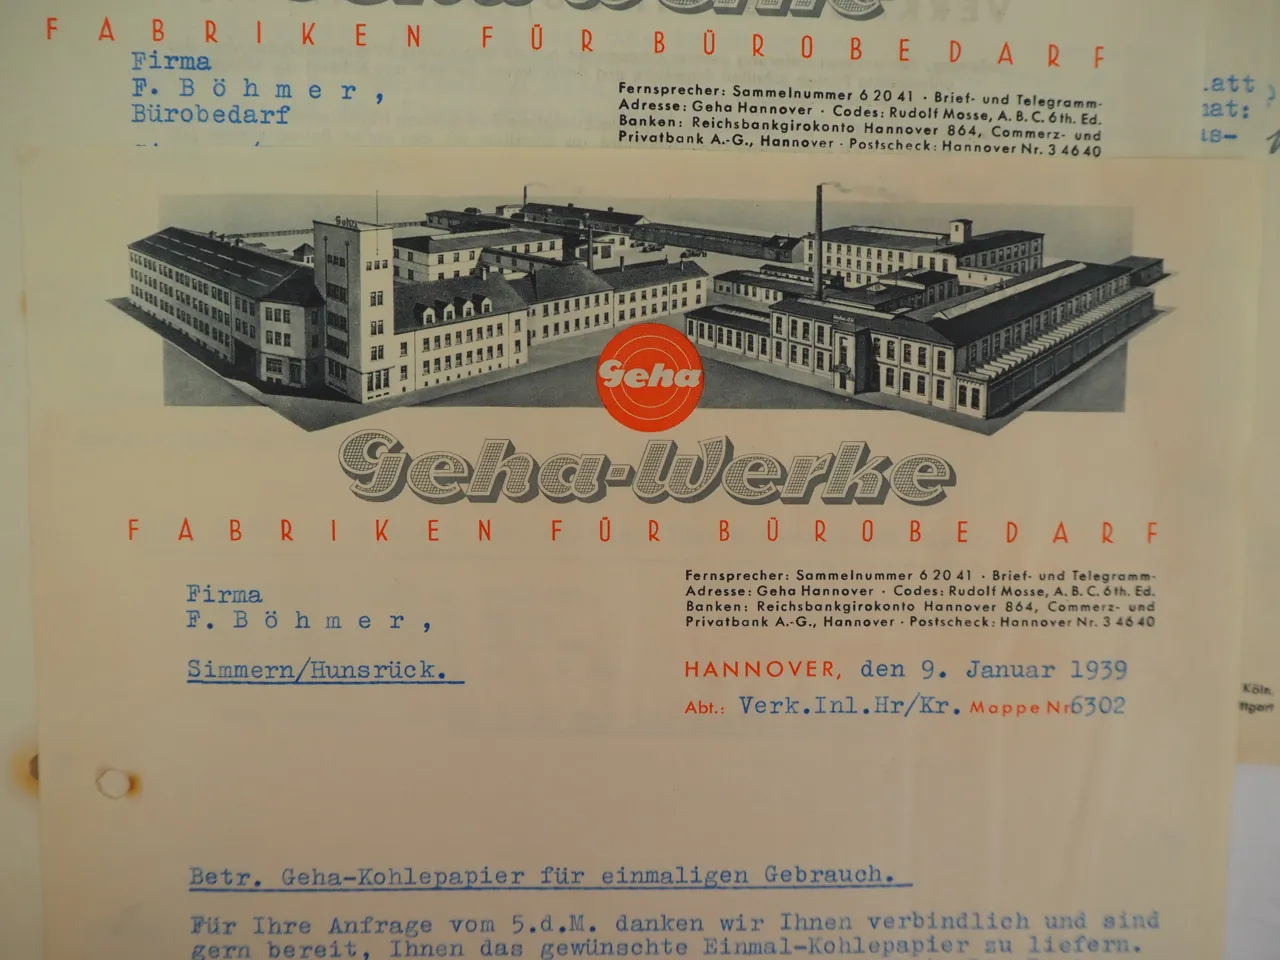 FABRIKEN FÜR BÜROBEDARF
Firma
F. Böhmer,
Bürobedarf
Fernsprecher: Sammelnummer 6 20 41 · Brief- und Telegramm-
Adresse: Geha Hannover · Codes: Rudolf Mosse, A. B. C. 6th. Ed.
Banken: Reichsbankgirokonto Hannover 864, Commerz- und
Privatbank A.-G., Hannover · Postscheck: Hannover Nr. 3 46 40
Geha
Geha
Geha-Werke
FABRIKEN FÜR BÜROBEDARF
Fernsprecher: Sammelnummer 6 20 41 · Brief- und Telegramm-
Adresse: Geha Hannover · Codes: Rudolf Mosse, A. B. C. 6th. Ed.
Banken: Reichsbankgirokonto Hannover 864, Commerz- und
Privatbank A.-G., Hannover · Postscheck: Hannover Nr. 3 46 40
Firma
F. Böhmer,
Simmern/Hunsrück.
HANNOVER, den 9. Januar 1939
Abt.: Verk.Inl.Hr/Kr. Mappe Nr 6302
Köln.
Betr. Geha-Kohlepapier für einmaligen Gebrauch.
Für Ihre Anfrage vom 5.d.M. danken wir Ihnen verbindlich und sind
gern bereit, Ihnen das gewünschte Einmal-Kohlepapier zu liefern.